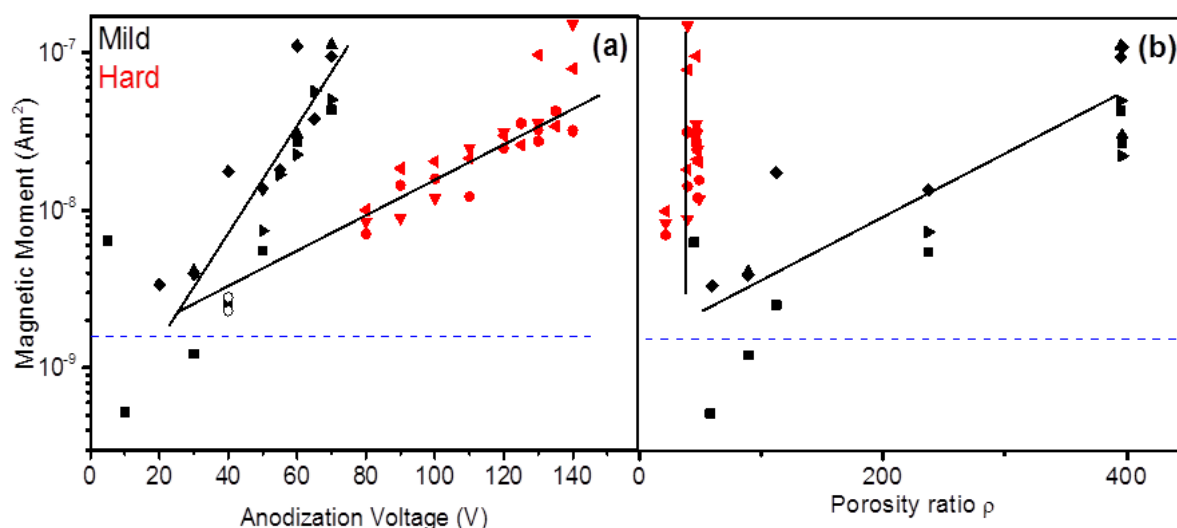 Mild
Hard
(a)
(b)
Magnetic Moment (Am²)
10⁻⁷
10⁻⁸
10⁻⁹
0 20 40 60 80 100 120 140 0 200 400
Anodization Voltage (V)
Porosity ratio ρ